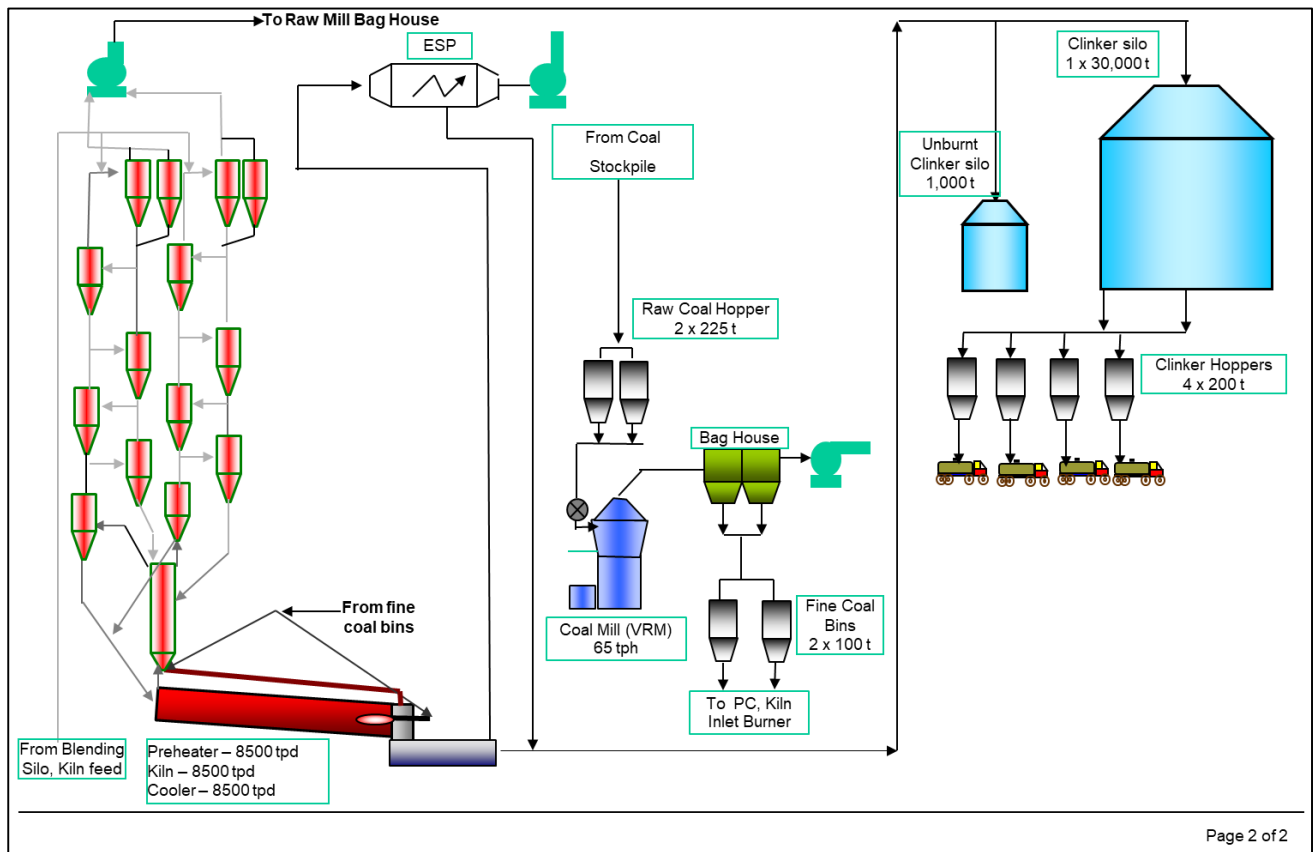 To Raw Mill Bag House
ESP
Clinker silo
1 x 30,000 t
From Coal
Stockpile
Unburnt
Clinker silo
1,000 t
Raw Coal Hopper
2 x 225 t
Clinker Hoppers
4 x 200 t
Bag House
From fine
coal bins
Coal Mill (VRM)
65 tph
Fine Coal
Bins
2 x 100 t
To PC, Kiln
Inlet Burner
From Blending
Silo, Kiln feed
Preheater – 8500 tpd
Kiln – 8500 tpd
Cooler – 8500 tpd
Page 2 of 2